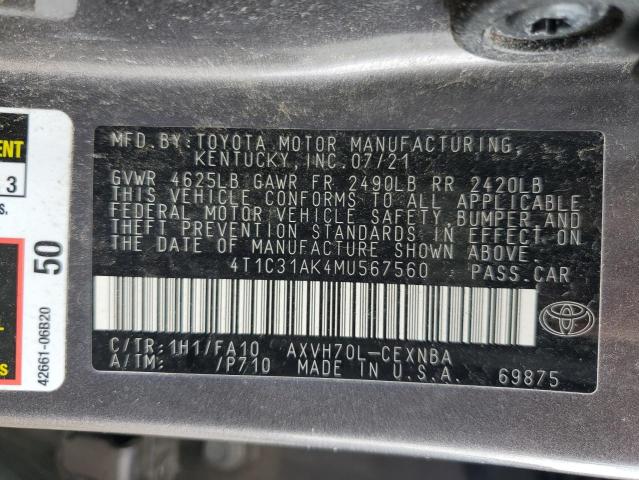 MFD. BY: TOYOTA MOTOR MANUFACTURING,
KENTUCKY, INC. 07/21
GVWR 4625LB GAWR FR 2490LB RR 2420LB
THIS VEHICLE CONFORMS TO ALL APPLICABLE
FEDERAL MOTOR VEHICLE SAFETY, BUMPER AND
THEFT PREVENTION STANDARDS IN EFFECT ON
THE DATE OF MANUFACTURE SHOWN ABOVE.
4T1C31AK4MU567560 PASS.CAR
C/TR: 1H1/FA10 AXVH70L-CEXNBA
A/TM: /P710 MADE IN U.S.A. 69875
3
50
42661-06B20